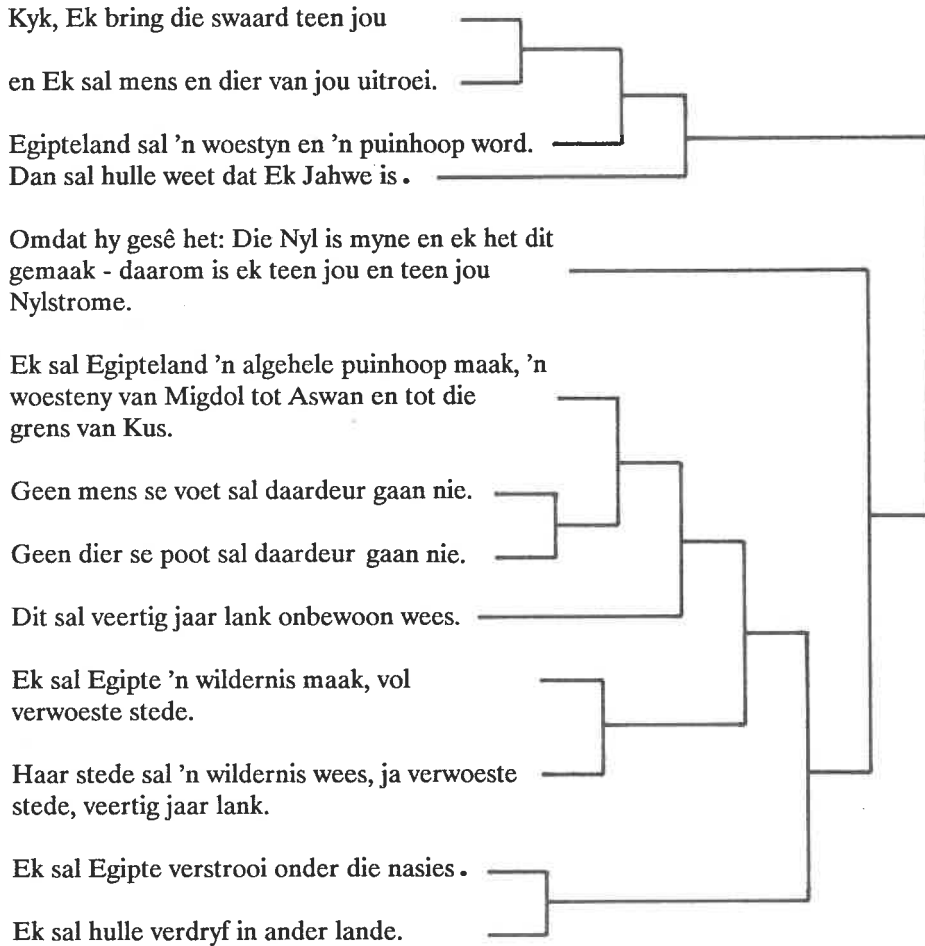 Kyk, Ek bring die swaard teen jou
en Ek sal mens en dier van jou uitroei.
Egipteland sal 'n woestyn en 'n puinhoop word.
Dan sal hulle weet dat Ek Jahwe is.
Omdat hy gesê het: Die Nyl is myne en ek het dit
gemaak - daarom is ek teen jou en teen jou
Nylstrome.
Ek sal Egipteland 'n algehele puinhoop maak, 'n
woesteny van Migdol tot Aswan en tot die
grens van Kus.
Geen mens se voet sal daardeur gaan nie.
Geen dier se poot sal daardeur gaan nie.
Dit sal veertig jaar lank onbewoon wees.
Ek sal Egipte 'n wildernis maak, vol
verwoeste stede.
Haar stede sal 'n wildernis wees, ja verwoeste
stede, veertig jaar lank.
Ek sal Egipte verstrooi onder die nasies.
Ek sal hulle verdryf in ander lande.